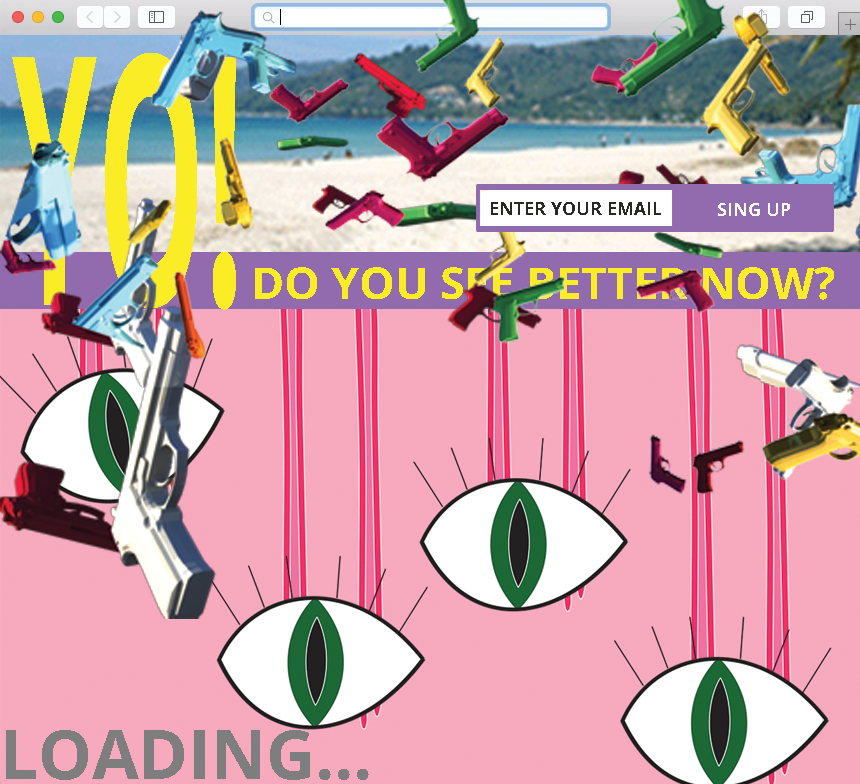 YO!
ENTER YOUR EMAIL
SING UP
DO YOU SEE BETTER NOW?
LOADING...